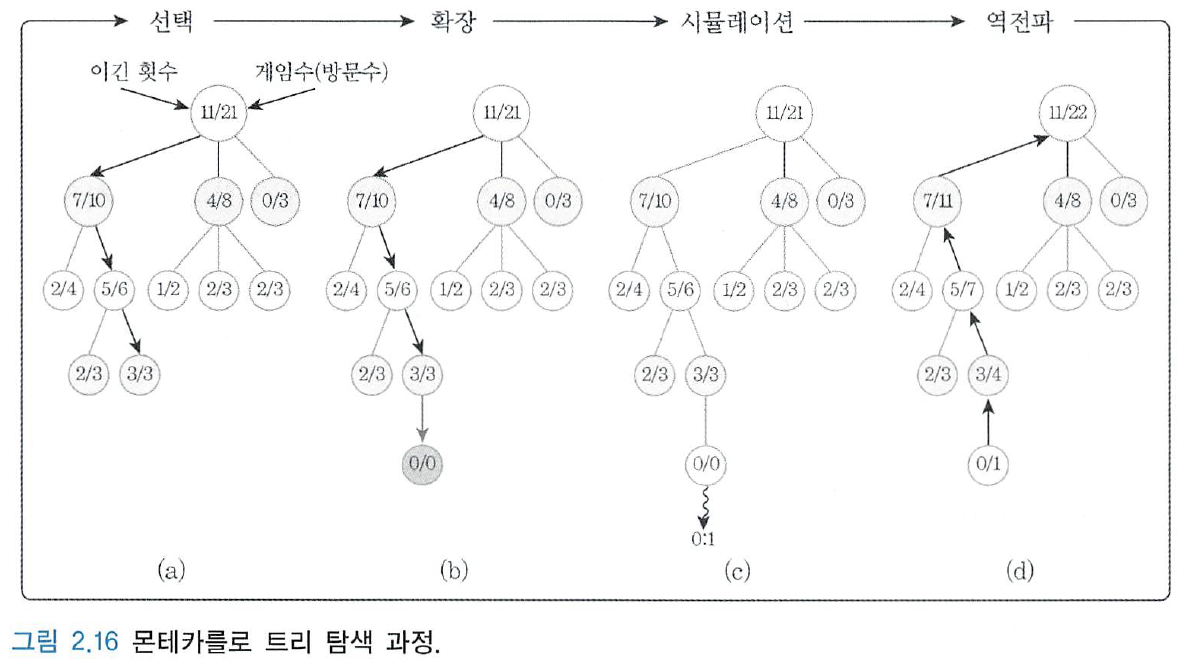 선택 확장 시뮬레이션 역전파
이긴 횟수 게임수(방문수)
11/21 11/21 11/21 11/22
7/10 4/8 0/3 7/10 4/8 0/3 7/10 4/8 0/3 7/11 4/8 0/3
2/4 5/6 1/2 2/3 2/3 2/4 5/6 1/2 2/3 2/3 2/4 5/6 1/2 2/3 2/3 2/4 5/7 1/2 2/3 2/3
2/3 3/3 2/3 3/3 2/3 3/3 2/3 3/4
0/0 0/0 0/1
0:1
(a) (b) (c) (d)
그림 2.16 몬테카를로 트리 탐색 과정.